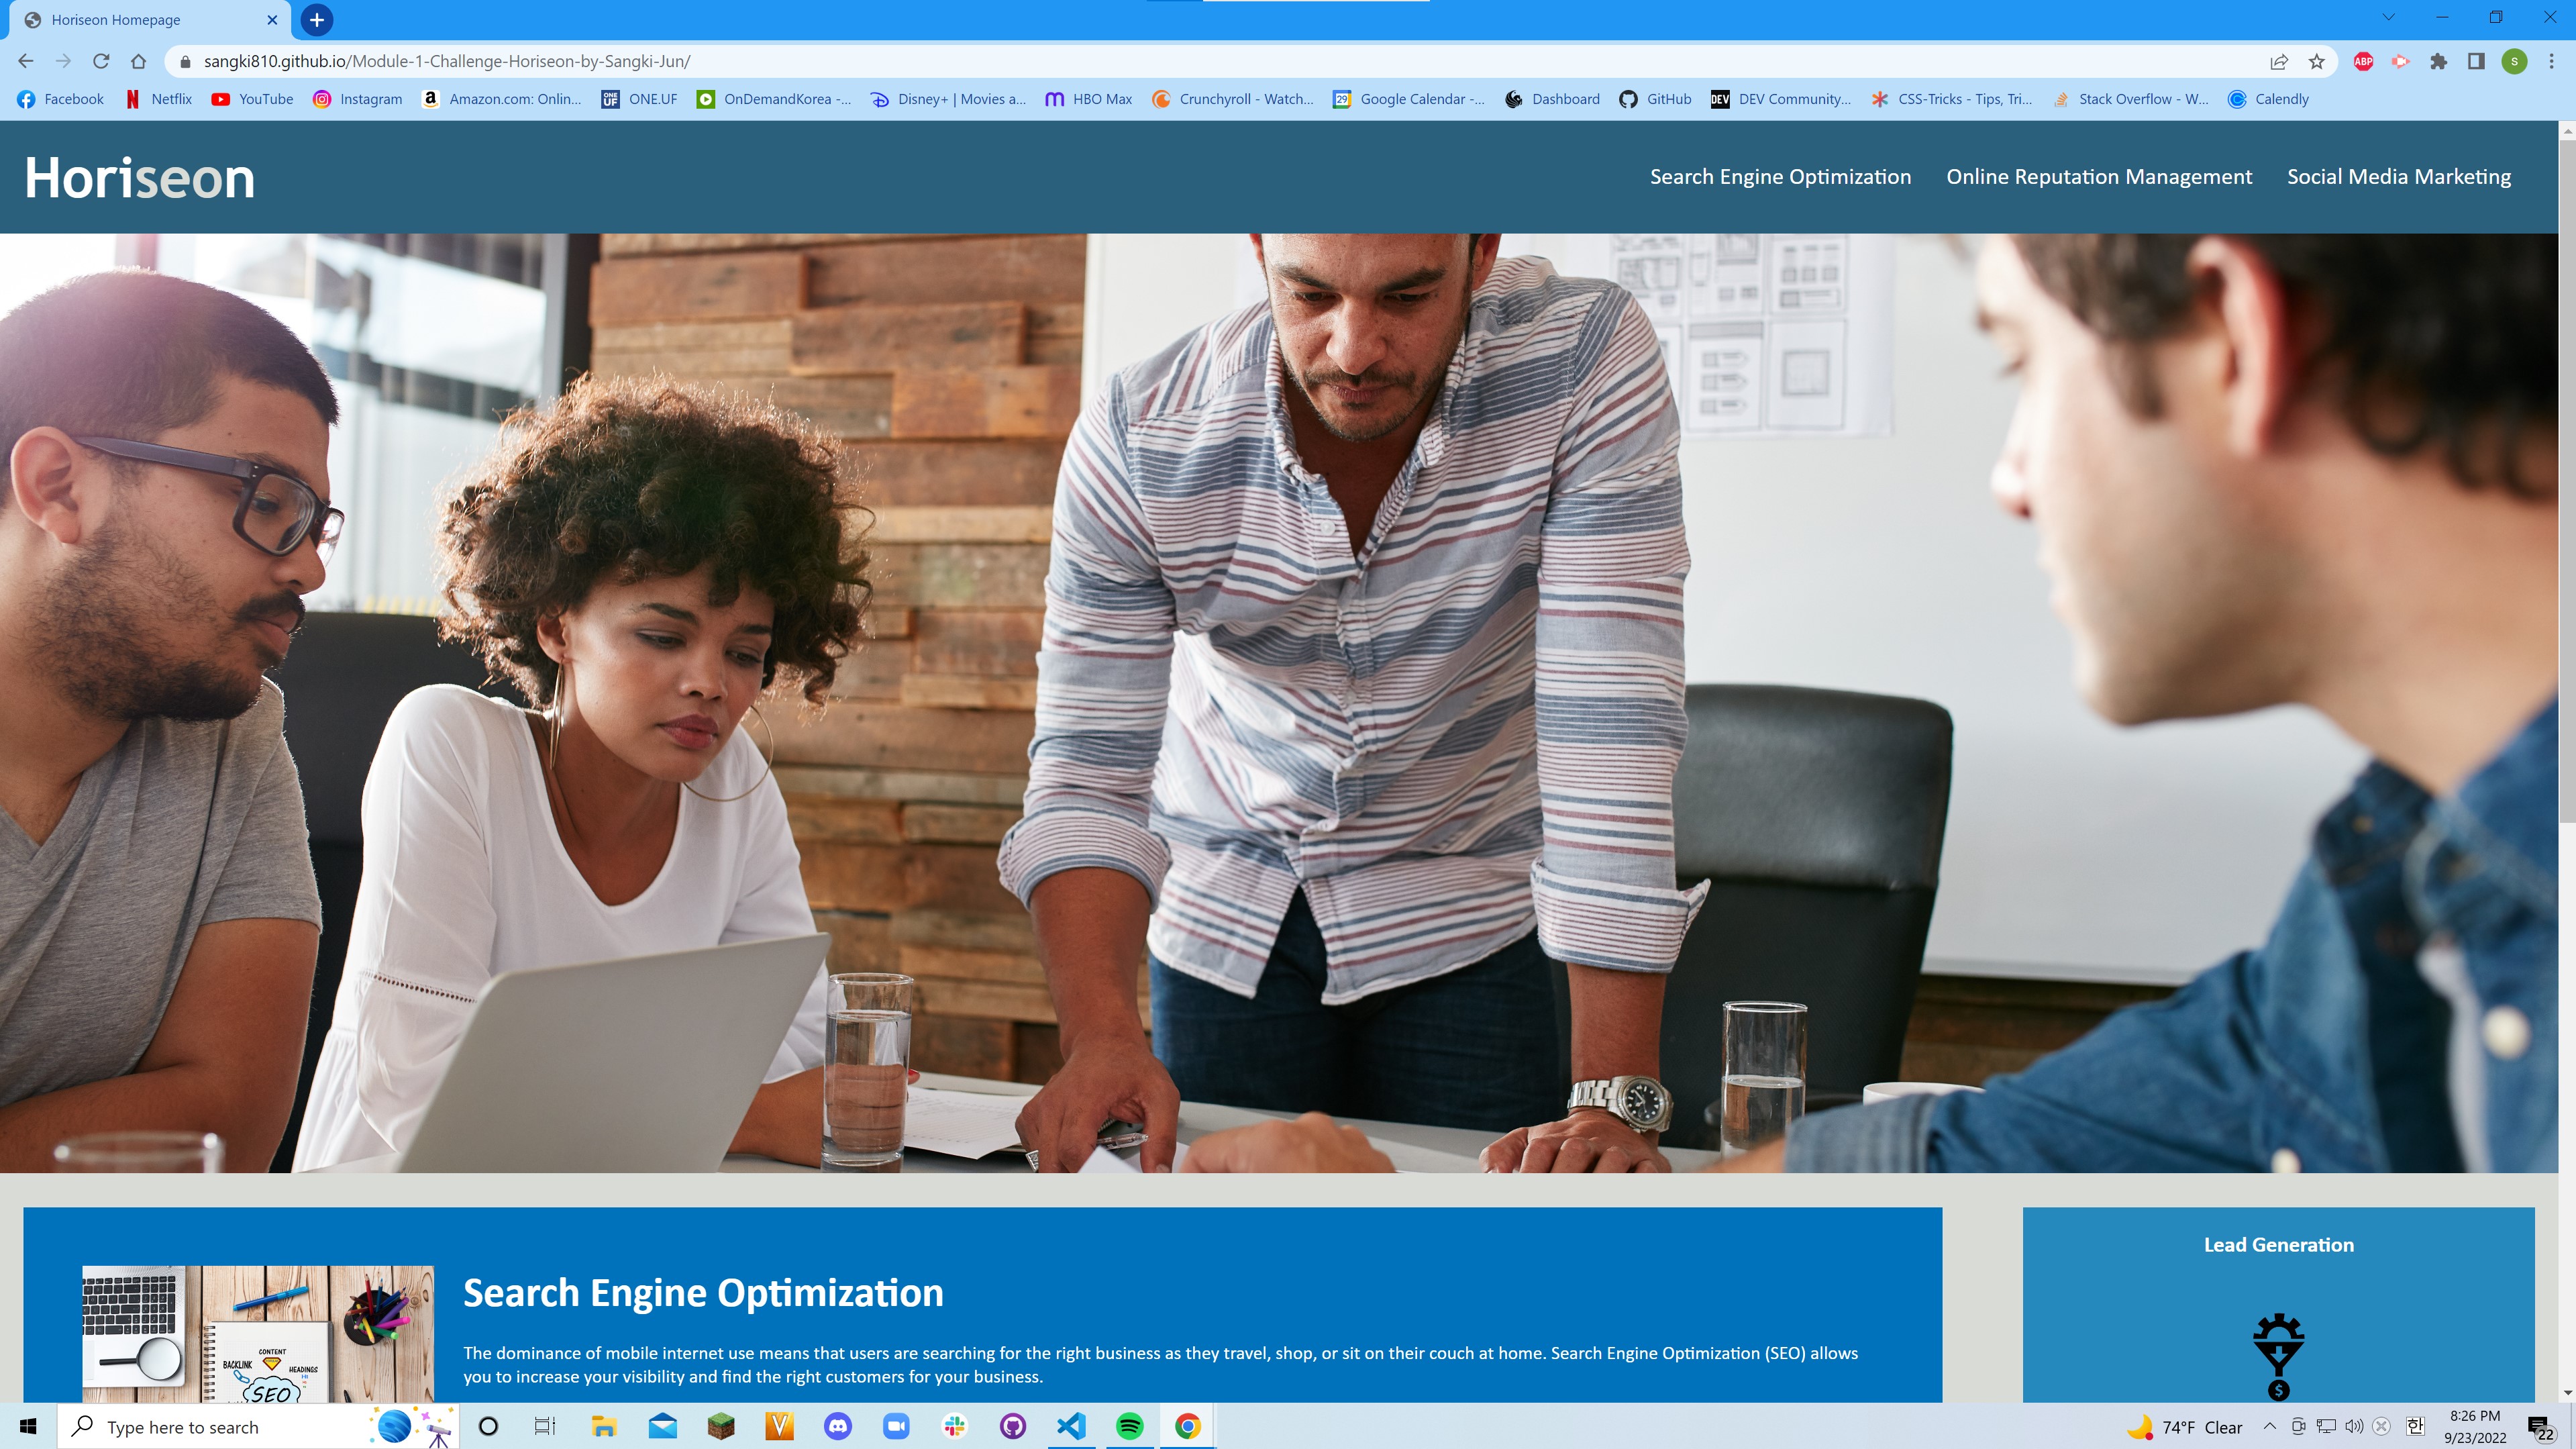 Horiseon Homepage
sangki810.github.io/Module-1-Challenge-Horiseon-by-Sangki-Jun/
ABP
S
Facebook Netflix YouTube Instagram Amazon.com: Onlin... ONE.UF OnDemandKorea -... Disney+ | Movies a... HBO Max Crunchyroll - Watch... Google Calendar -... Dashboard GitHub DEV Community... CSS-Tricks - Tips, Tri... Stack Overflow - W... Calendly
Horiseon
Search Engine Optimization Online Reputation Management Social Media Marketing
Lead Generation
Search Engine Optimization
The dominance of mobile internet use means that users are searching for the right business as they travel, shop, or sit on their couch at home. Search Engine Optimization (SEO) allows
you to increase your visibility and find the right customers for your business.
CONTENT
BACKLINK
HEADINGS
SEO
$
Type here to search
74°F Clear
한
8:26 PM
9/23/2022
22